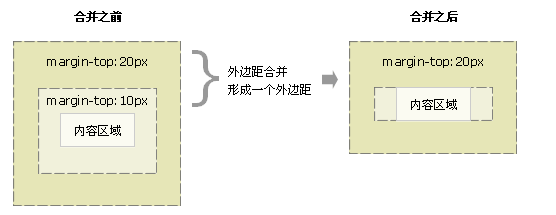 合并之前
margin-top: 20px
margin-top: 10px
内容区域
外边距合并
形成一个外边距
合并之后
margin-top: 20px
内容区域